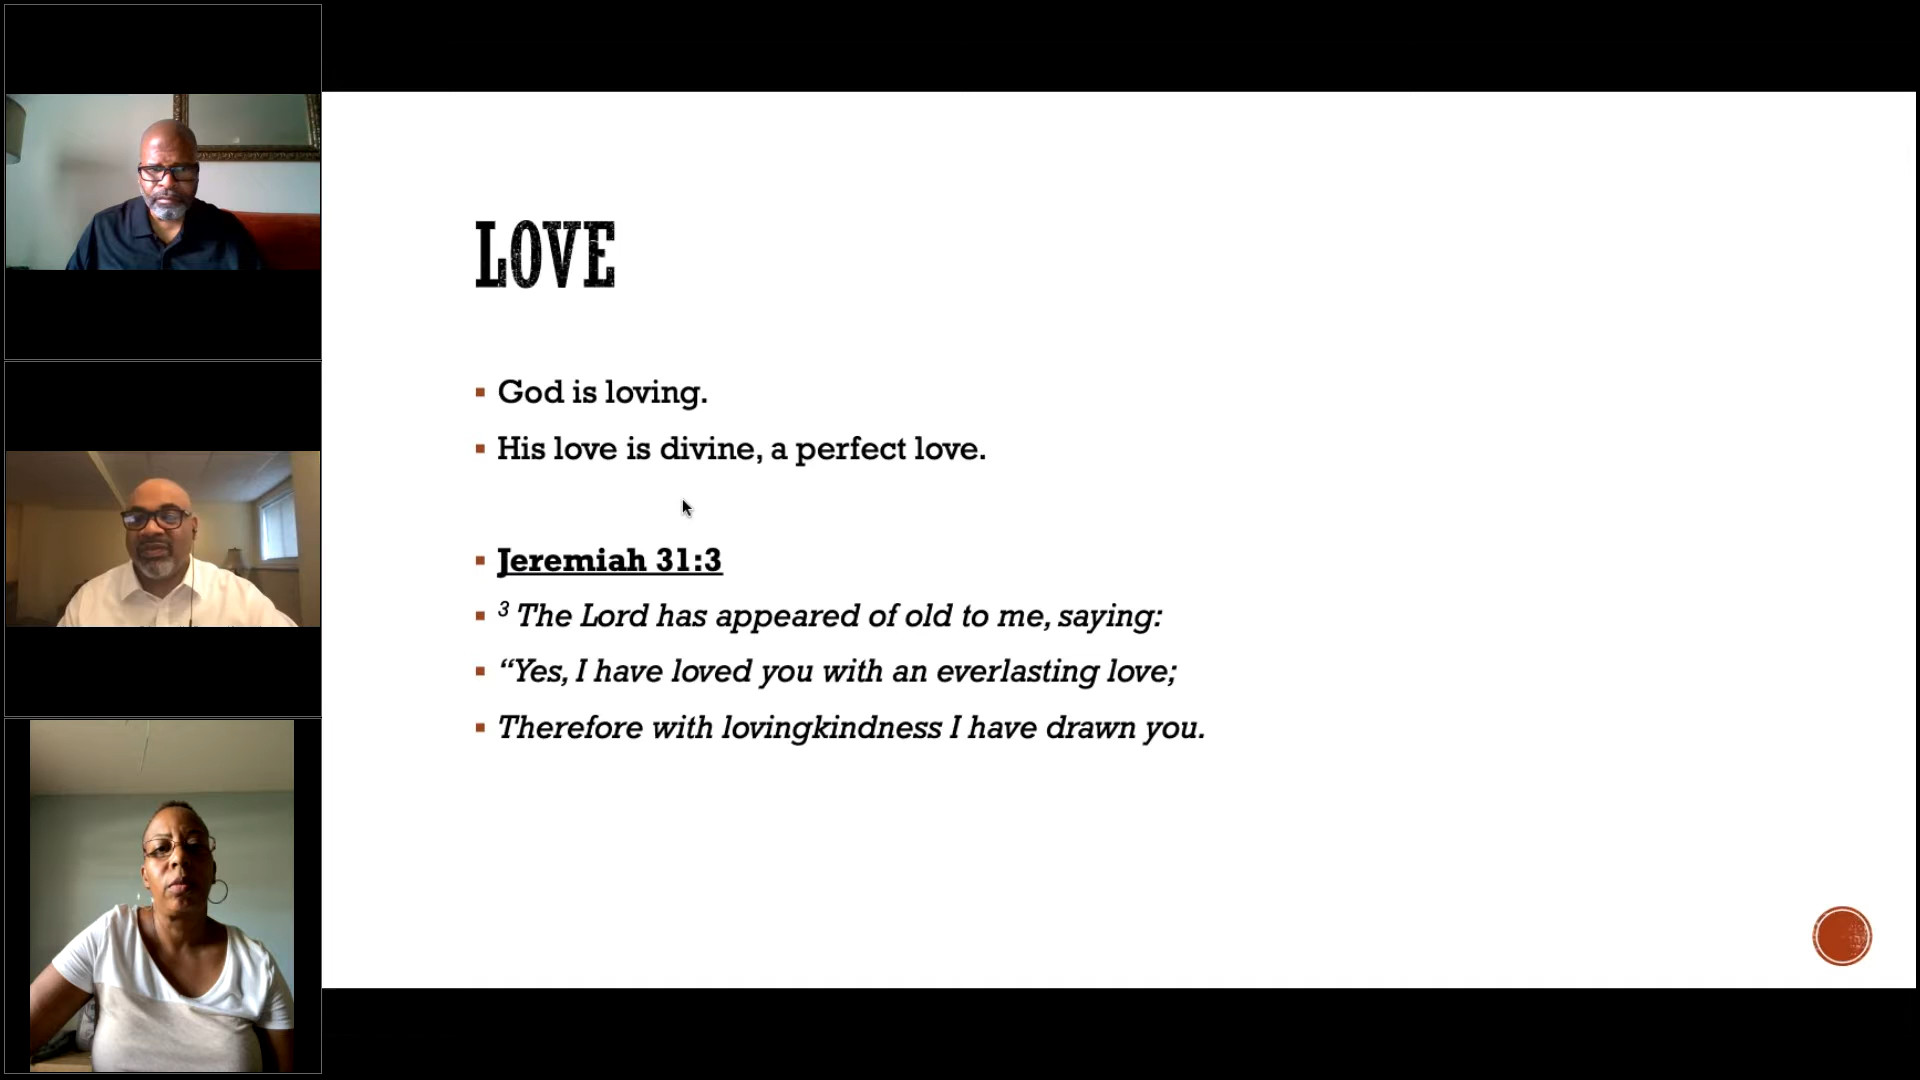 LOVE
God is loving.
His love is divine, a perfect love.
Jeremiah 31:3
3 The Lord has appeared of old to me, saying:
“Yes, I have loved you with an everlasting love;
Therefore with lovingkindness I have drawn you.